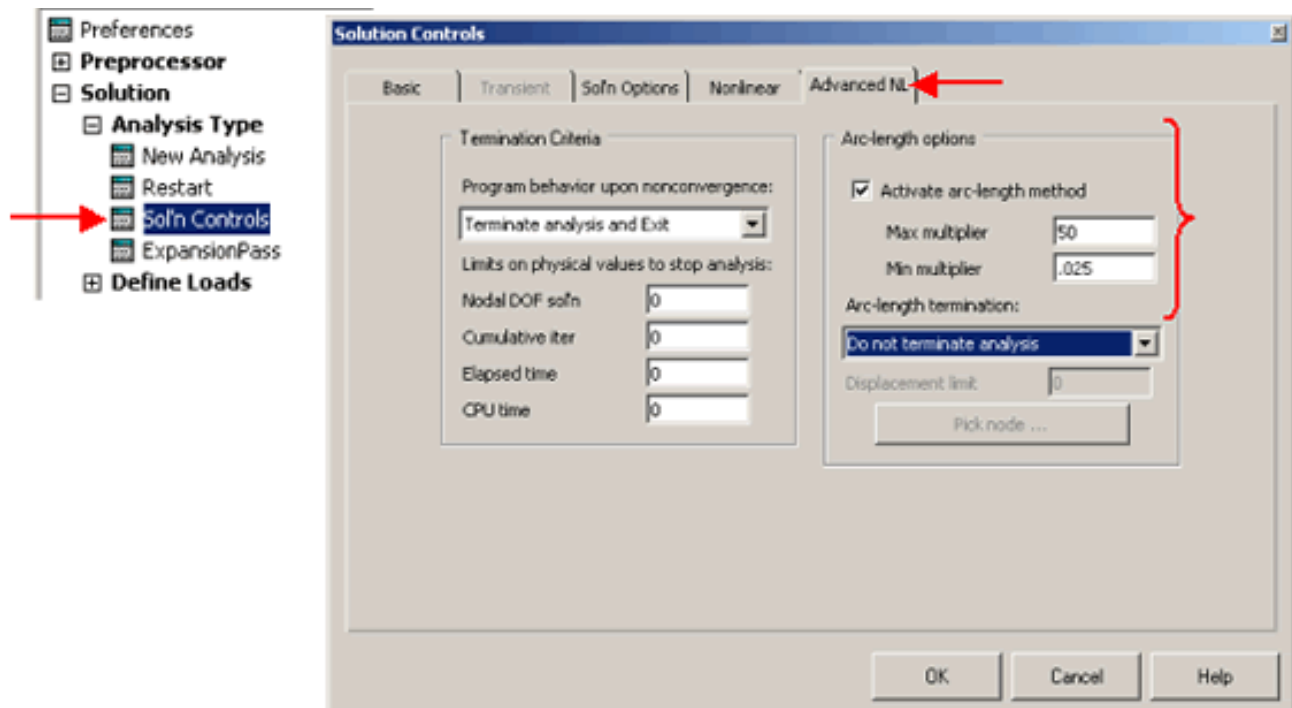 Preferences
Preprocessor
Solution
Analysis Type
New Analysis
Restart
Sol'n Controls
ExpansionPass
Define Loads
Solution Controls
Basic
Transient
Sol'n Options
Nonlinear
Advanced NL
Termination Criteria
Program behavior upon nonconvergence:
Terminate analysis and Exit
Limits on physical values to stop analysis:
Nodal DOF sol'n 0
Cumulative iter 0
Elapsed time 0
CPU time 0
Arc-length options
Activate arc-length method
Max multiplier 50
Min multiplier .025
Arc-length termination:
Do not terminate analysis
Displacement limit 0
Pick node ...
OK
Cancel
Help